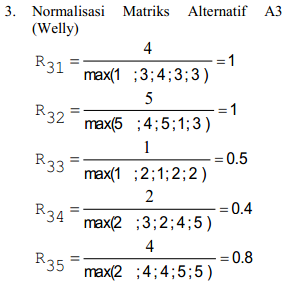 3. Normalisasi Matriks Alternatif A3
(Welly)
R31 = 4 / max(1 ;3;4;3;3) = 1
R32 = 5 / max(5 ;4;5;1;3) = 1
R33 = 1 / max(1 ;2;1;2;2) = 0.5
R34 = 2 / max(2 ;3;2;4;5) = 0.4
R35 = 4 / max(2 ;4;4;5;5) = 0.8